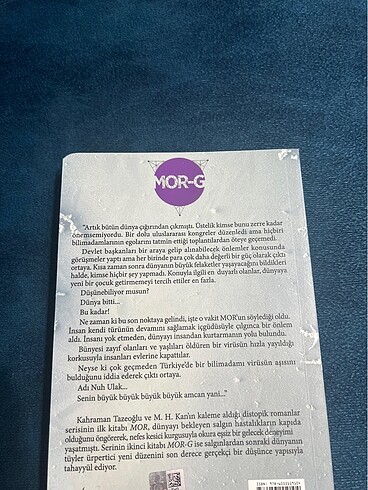 MOR-G
"Artık bütün dünya çığırından çıkmıştı. Üstelik kimse bunu zerre kadar
önemsemiyordu. Bir dolu uluslararası kongreler düzenledi ama hiçbiri
bilimadamlarının egolarını tatmin ettiği toplantılardan öteye geçemedi.
Devlet başkanları bir araya gelip alınabilecek önlemler konusunda
görüşmeler yaptı ama her birinde para çok daha değerli bir güç olarak çıktı
ortaya. Kısa zaman sonra dünyanın büyük felaketler yaşayacağını bildikleri
halde, kimse hiçbir şey yapmadı. Konuyla ilgili en duyarlı olanlar, dünyaya
yeni bir çocuk getirmemeyi tercih ettiler en fazla.
Düşünebiliyor musun?
Dünya bitti...
Bu kadar!
Ne zaman ki bu son noktaya gelindi, işte o vakit MOR'un söylediği oldu.
İnsan kendi türünün devamını sağlamak içgüdüsüyle çılgınca bir önlem
aldı. İnsanı yok etmeden, dünyayı insandan kurtarmanın yolu bulundu.
Bünyesi zayıf olanları ve yaşlıları öldüren bir virüsün hızla yayıldığı
korkusuyla insanları evlerine kapattılar.
Neyse ki çok geçmeden Türkiye'de bir bilimadamı virüsün aşısını
bulduğunu iddia ederek çıktı ortaya.
Adı Nuh Ulak...
Senin büyük büyük büyük büyük amcan yani..."
Kahraman Tazeoğlu ve M. H. Kan'ın kaleme aldığı distopik romanlar
serisinin ilk kitabı MOR, dünyayı bekleyen salgın hastalıkların kapıda
olduğunu öngörerek, nefes kesici kurgusuyla okura eşsiz bir gelecek deneyimi
yaşatmıştı. Serinin ikinci kitabı MOR-G ise salgınlardan sonraki dünyanın
tüyler ürpertici yeni düzenini son derece gerçekçi bir düşünce yapısıyla
tahayyül ediyor.